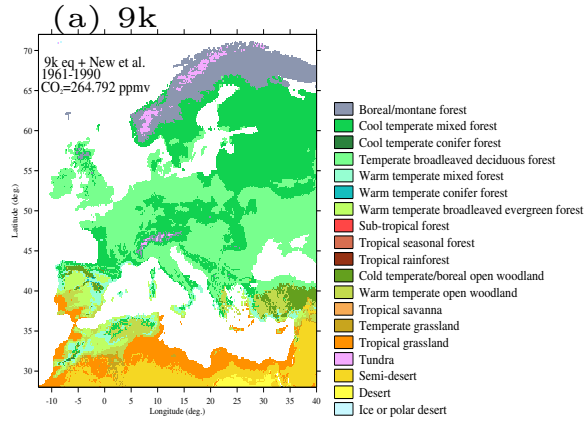 (a) 9k
9k eq + New et al.
1961-1990
CO₂=264.792 ppmv
70
65
60
55
50
45
40
35
30
Latitude (deg.)
-10 -5 0 5 10 15 20 25 30 35 40
Longitude (deg.)
Boreal/montane forest
Cool temperate mixed forest
Cool temperate conifer forest
Temperate broadleaved deciduous forest
Warm temperate mixed forest
Warm temperate conifer forest
Warm temperate broadleaved evergreen forest
Sub-tropical forest
Tropical seasonal forest
Tropical rainforest
Cold temperate/boreal open woodland
Warm temperate open woodland
Tropical savanna
Temperate grassland
Tropical grassland
Tundra
Semi-desert
Desert
Ice or polar desert